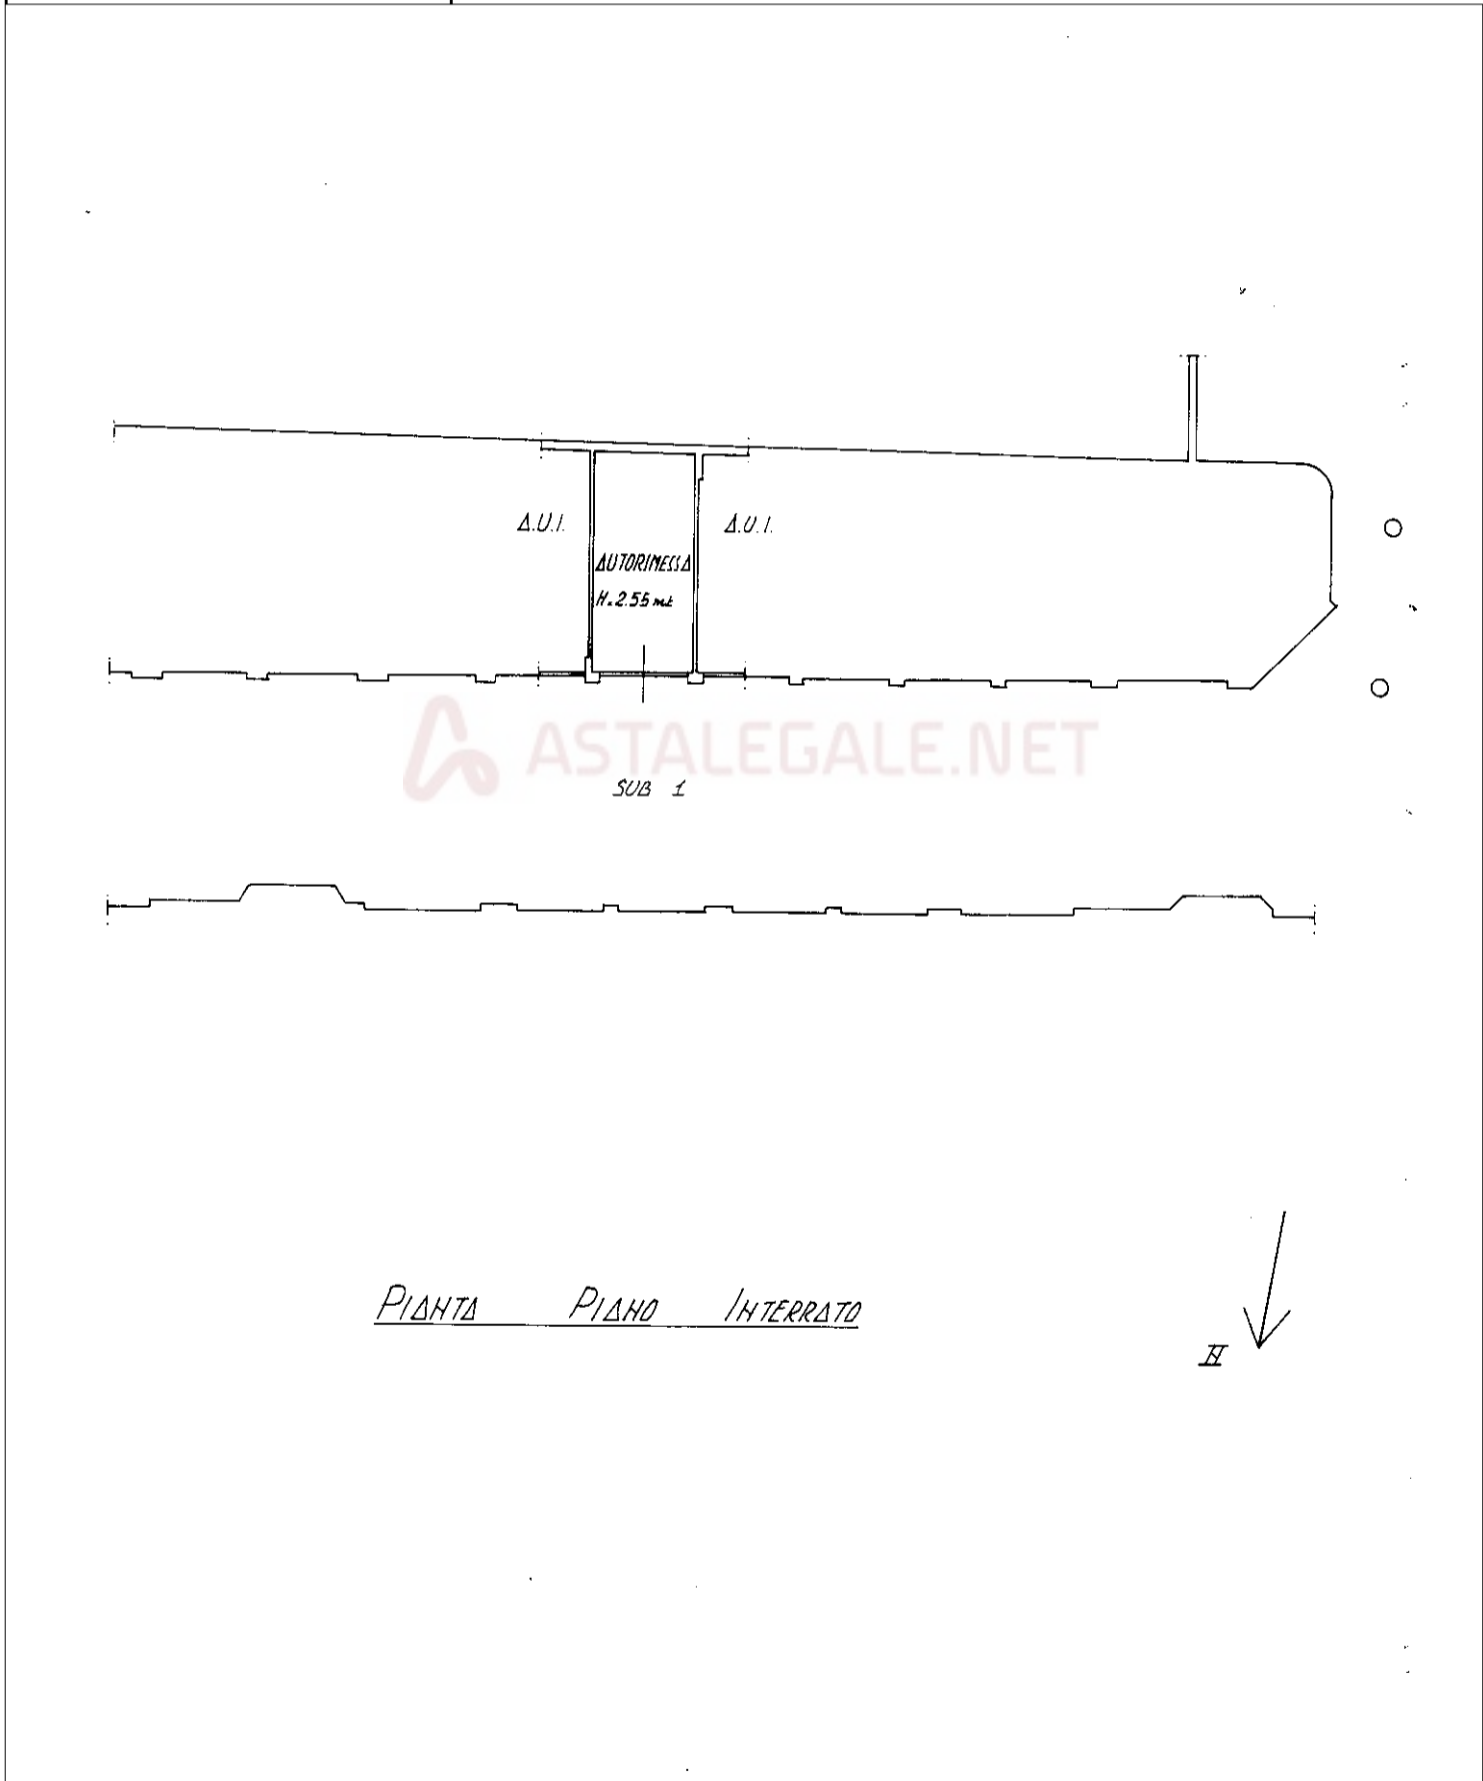 A.U.I.
A.U.I.
AUTORIMESSA
H=2.55 mt
ASTALEGALE.NET
SUB 1
PIANTA PIANO INTERRATO
N